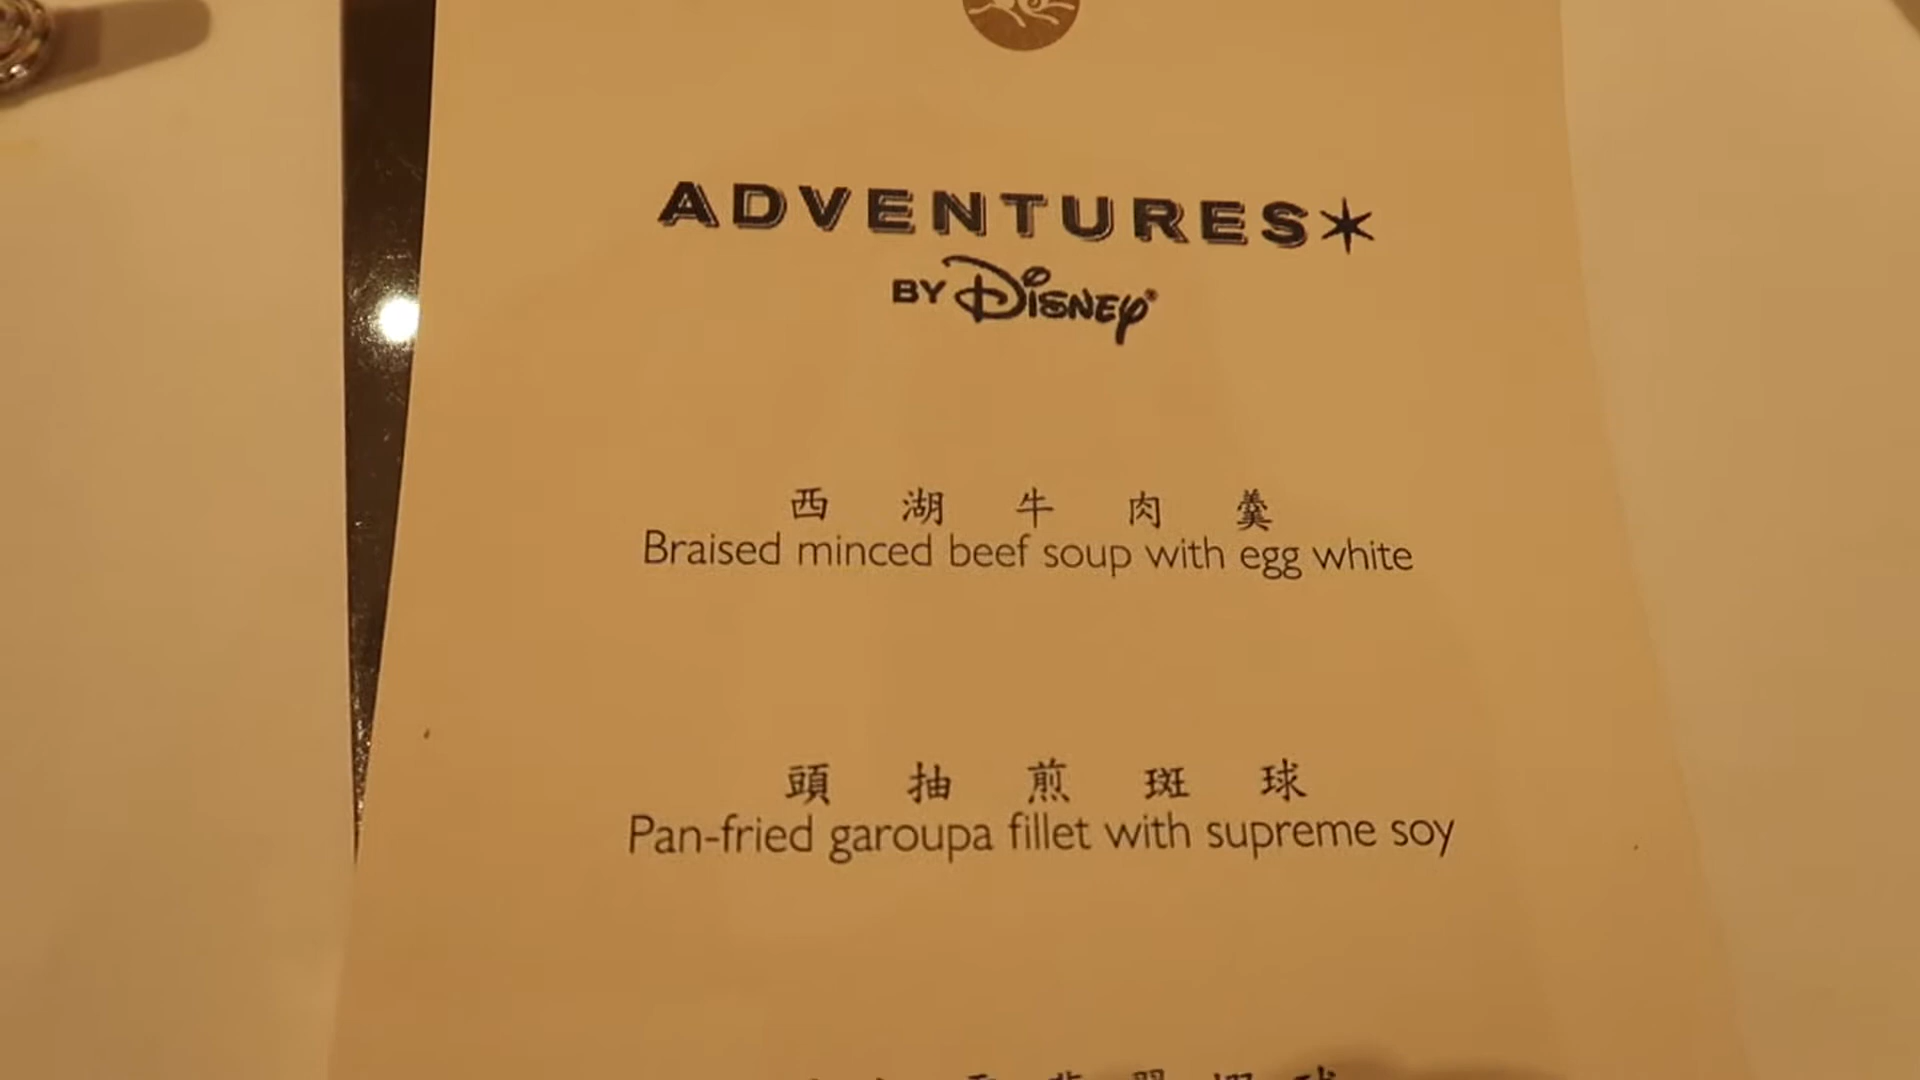 ADVENTURES
BY Disney®
西湖牛肉羹
Braised minced beef soup with egg white
頭抽煎斑球
Pan-fried garoupa fillet with supreme soy